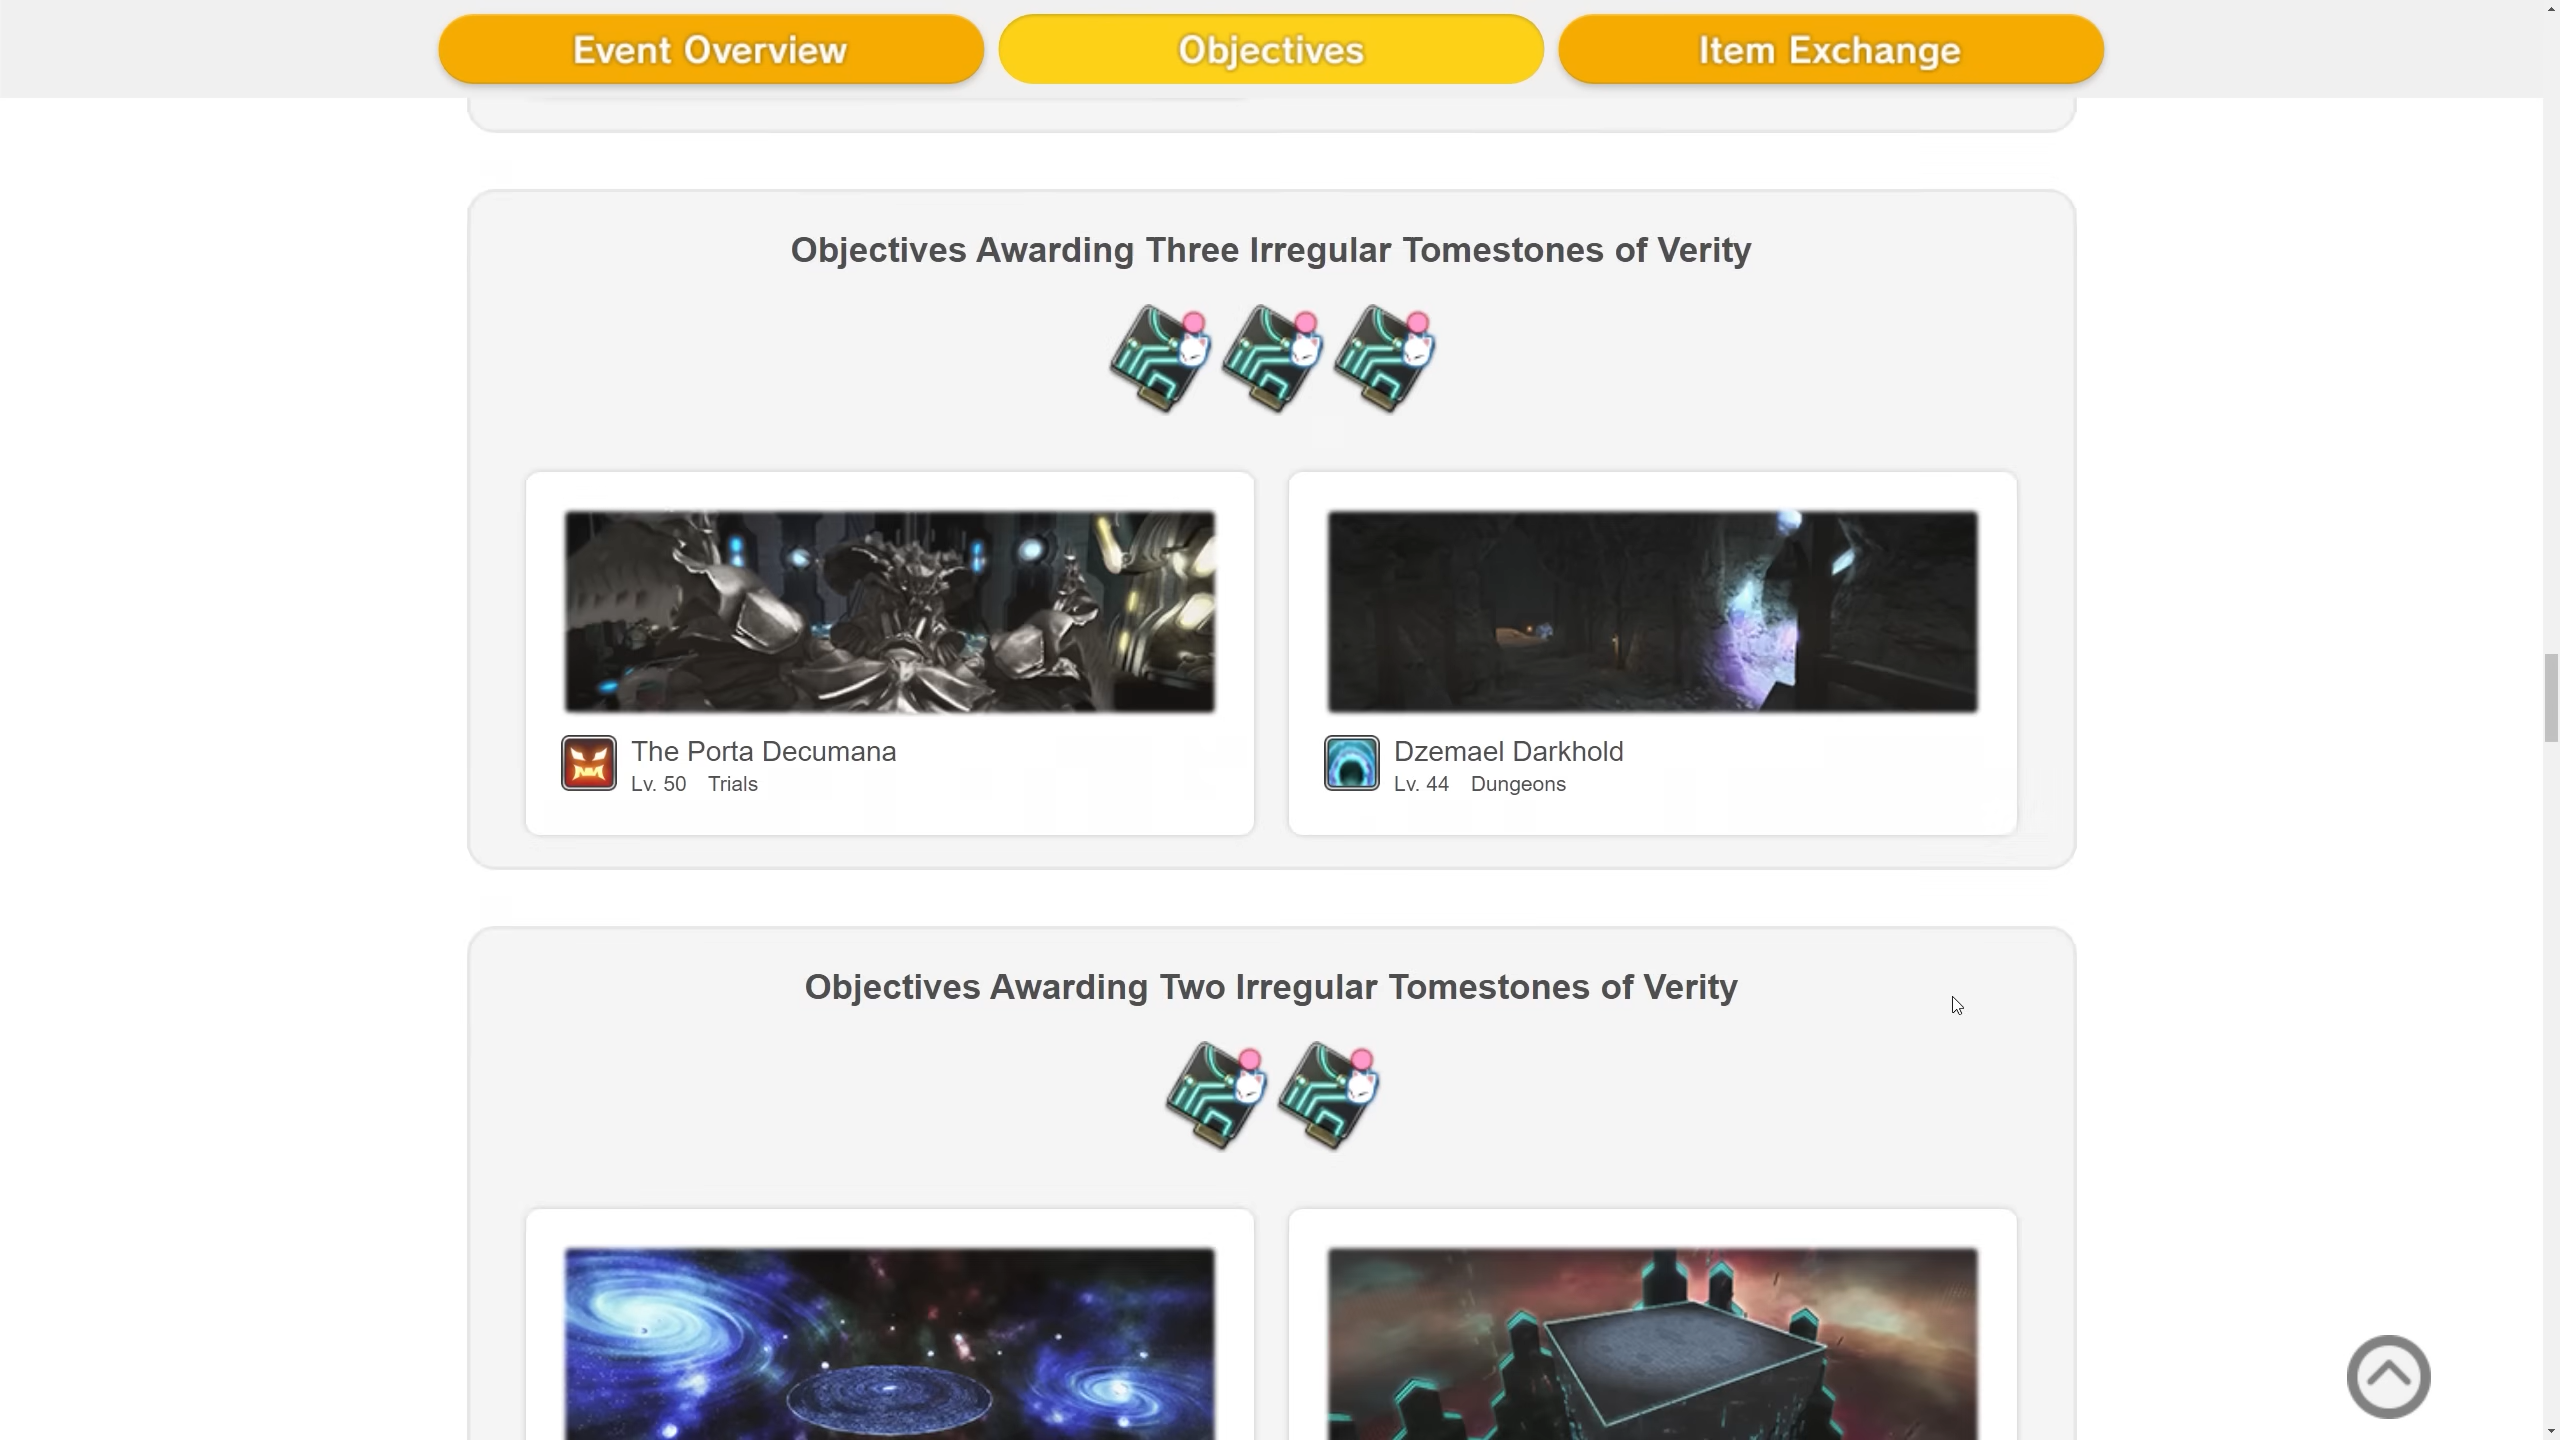 Event Overview
Objectives
Item Exchange
Objectives Awarding Three Irregular Tomestones of Verity
The Porta Decumana
Lv. 50 Trials
Dzemael Darkhold
Lv. 44 Dungeons
Objectives Awarding Two Irregular Tomestones of Verity